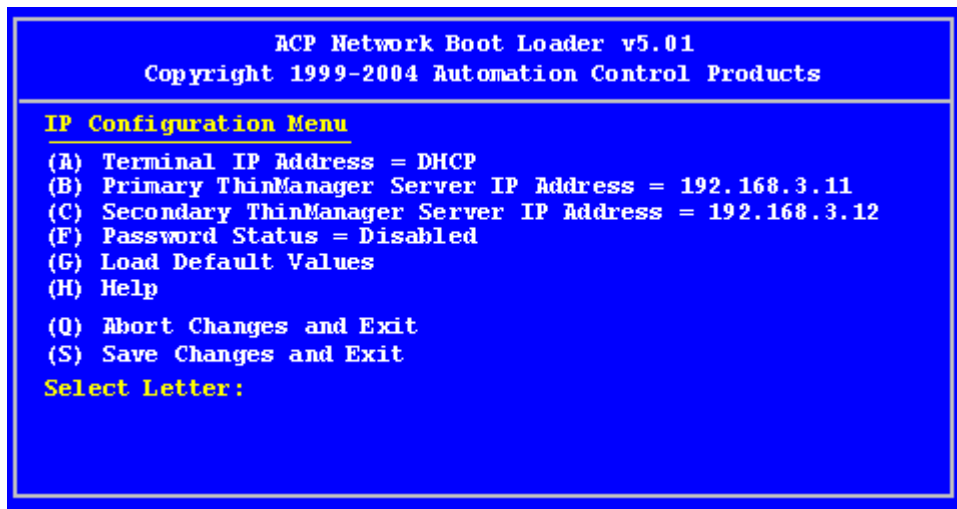 ACP Network Boot Loader v5.01
Copyright 1999-2004 Automation Control Products
IP Configuration Menu
(A) Terminal IP Address = DHCP
(B) Primary ThinManager Server IP Address = 192.168.3.11
(C) Secondary ThinManager Server IP Address = 192.168.3.12
(F) Password Status = Disabled
(G) Load Default Values
(H) Help
(Q) Abort Changes and Exit
(S) Save Changes and Exit
Select Letter: